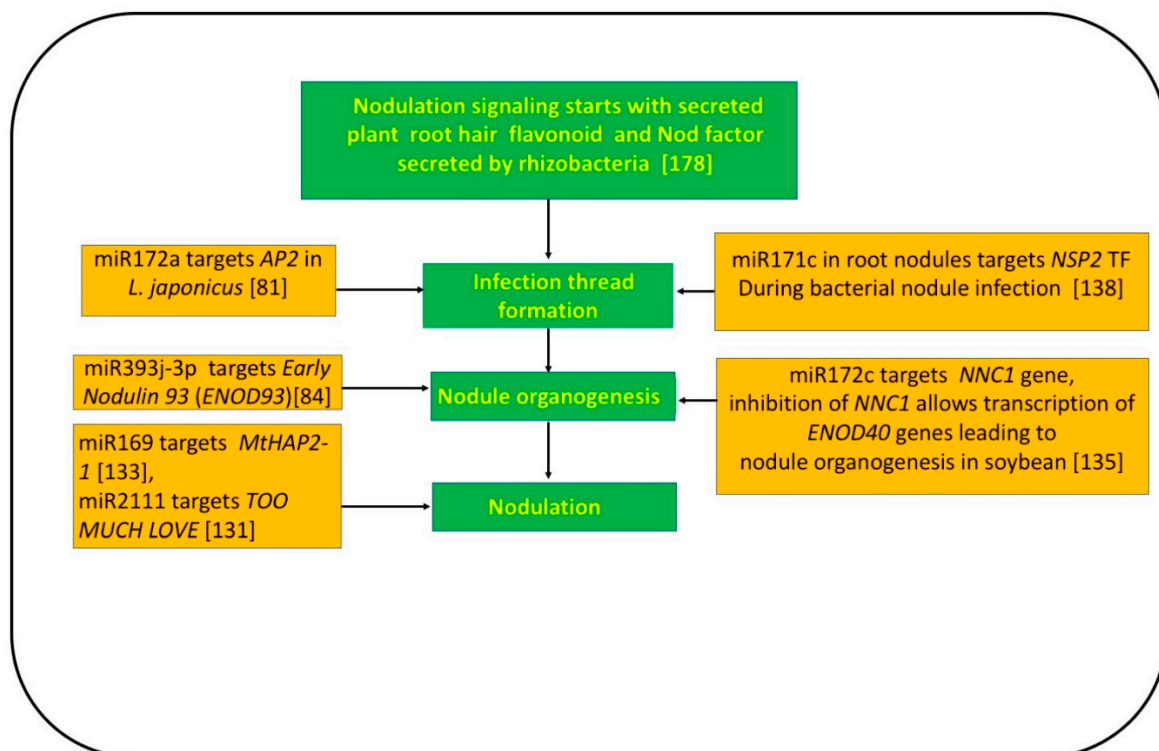 Nodulation signaling starts with secreted
plant root hair flavonoid and Nod factor
secreted by rhizobacteria [178]
miR172a targets AP2 in
L. japonicus [81]
Infection thread
formation
miR171c in root nodules targets NSP2 TF
During bacterial nodule infection [138]
miR393j-3p targets Early
Nodulin 93 (ENOD93)[84]
Nodule organogenesis
miR172c targets NNC1 gene,
inhibition of NNC1 allows transcription of
ENOD40 genes leading to
nodule organogenesis in soybean [135]
miR169 targets MtHAP2-
1 [133],
miR2111 targets TOO
MUCH LOVE [131]
Nodulation